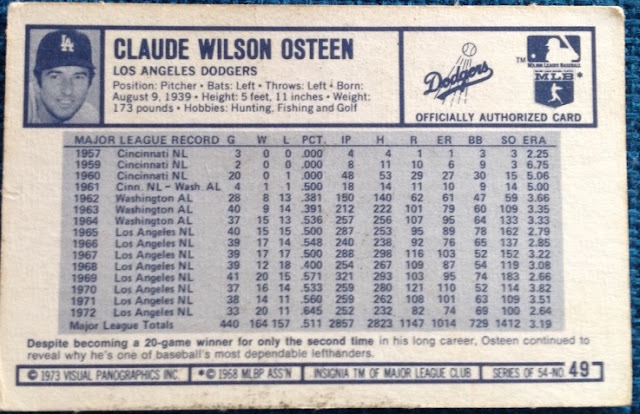 LA
CLAUDE WILSON OSTEEN
LOS ANGELES DODGERS
Position: Pitcher • Bats: Left • Throws: Left • Born:
August 9, 1939 • Height: 5 feet, 11 inches • Weight:
173 pounds • Hobbies: Hunting, Fishing and Golf
Dodgers
TM
MAJOR LEAGUE BASEBALL
MLB*
OFFICIALLY AUTHORIZED CARD
MAJOR LEAGUE RECORD G W L PCT. IP H R ER BB SO ERA
1957 Cincinnati NL 3 0 0 .000 4 4 1 1 3 3 2.25
1959 Cincinnati NL 2 0 0 .000 8 11 10 6 9 3 6.75
1960 Cincinnati NL 20 0 1 .000 48 53 29 27 30 15 5.06
1961 Cinn. NL - Wash. AL 4 1 1 .500 18 14 11 10 9 14 5.00
1962 Washington AL 28 8 13 .381 150 140 62 61 47 59 3.66
1963 Washington AL 40 9 14 .391 212 222 101 79 60 109 3.35
1964 Washington AL 37 15 13 .536 257 256 107 95 64 133 3.33
1965 Los Angeles NL 40 15 15 .500 287 253 95 89 78 162 2.79
1966 Los Angeles NL 39 17 14 .548 240 238 92 76 65 137 2.85
1967 Los Angeles NL 39 17 17 .500 288 298 116 103 52 152 3.22
1968 Los Angeles NL 39 12 18 .400 254 267 109 87 54 119 3.08
1969 Los Angeles NL 41 20 15 .571 321 293 103 95 74 183 2.66
1970 Los Angeles NL 37 16 14 .533 259 280 121 110 52 114 3.82
1971 Los Angeles NL 38 14 11 .560 259 262 108 101 63 109 3.51
1972 Los Angeles NL 33 20 11 .645 252 232 82 74 69 100 2.64
Major League Totals 440 164 157 .511 2857 2823 1147 1014 729 1412 3.19
Despite becoming a 20-game winner for only the second time in his long career, Osteen continued to
reveal why he's one of baseball's most dependable lefthanders.
© 1973 VISUAL PANOGRAPHICS INC. *© 1968 MLBP ASS'N INSIGNIA TM OF MAJOR LEAGUE CLUB SERIES OF 54-NO. 49